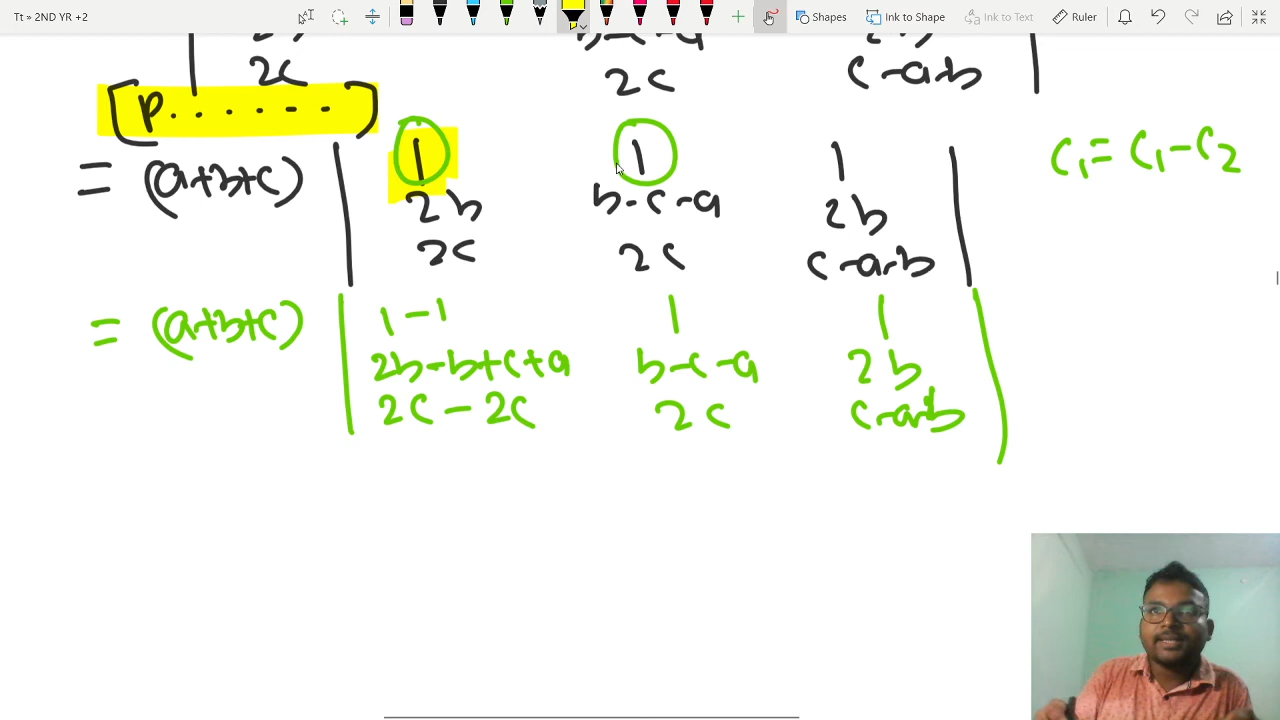 T: > 2ND YR +2
Shapes Ink to Shape Ink to Text Ruler
2C 2C c-a-b
[P. . . . . . .]
= (a+b+c) | 1 1 1 | C₁ = C₁ - C₂
2b b-c-a 2b
2c 2c c-a-b
= (a+b+c) | 1 - 1 1 1 |
2b-b+c+a b-c-a 2b
2c - 2c 2c c-a-b